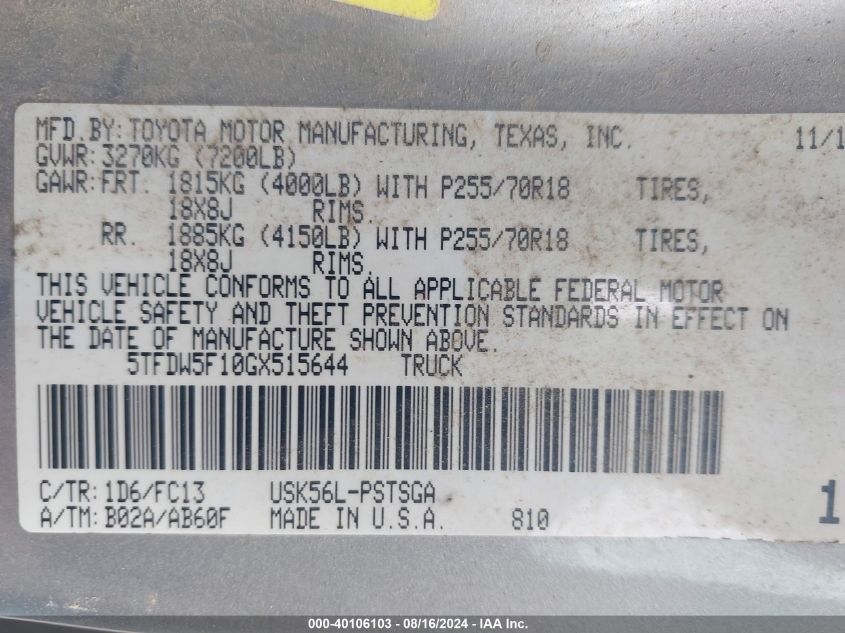 MFD.BY:TOYOTA MOTOR MANUFACTURING, TEXAS, INC. 11/1
GVWR:3270KG (7200LB)
GAWR:FRT. 1815KG (4000LB) WITH P255/70R18 TIRES,
18X8J RIMS.
RR. 1885KG (4150LB) WITH P255/70R18 TIRES,
18X8J RIMS.
THIS VEHICLE CONFORMS TO ALL APPLICABLE FEDERAL MOTOR
VEHICLE SAFETY AND THEFT PREVENTION STANDARDS IN EFFECT ON
THE DATE OF MANUFACTURE SHOWN ABOVE.
5TFDW5F10GX515644 TRUCK
C/TR:1D6/FC13 USK56L-PSTSGA
A/TM:B02A/AB60F MADE IN U.S.A. 810
1
000-40106103 - 08/16/2024 - IAA Inc.